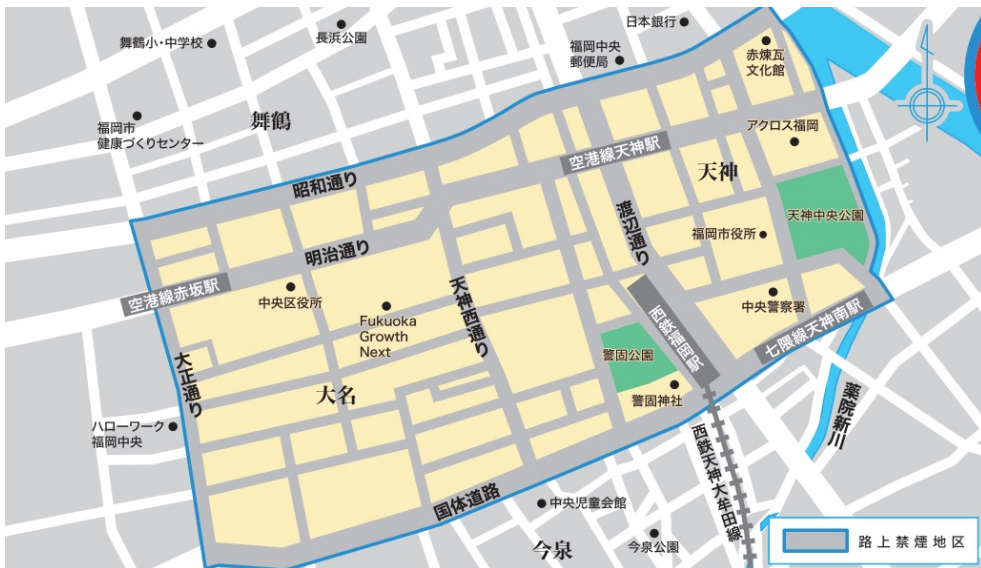 日本銀行
長浜公園
舞鶴小・中学校
福岡中央
郵便局
赤煉瓦
文化館
舞鶴
福岡市
健康づくりセンター
アクロス福岡
空港線天神駅
天神
昭和通り
渡辺通り
天神中央公園
福岡市役所
明治通り
空港線赤坂駅
中央区役所
天神西通り
中央警察署
Fukuoka
Growth
Next
西鉄福岡駅
七隈線天神南駅
警固公園
大正通り
大名
警固神社
薬院新川
ハローワーク
福岡中央
西鉄天神大牟田線
国体道路
中央児童会館
今泉
今泉公園
路上禁煙地区